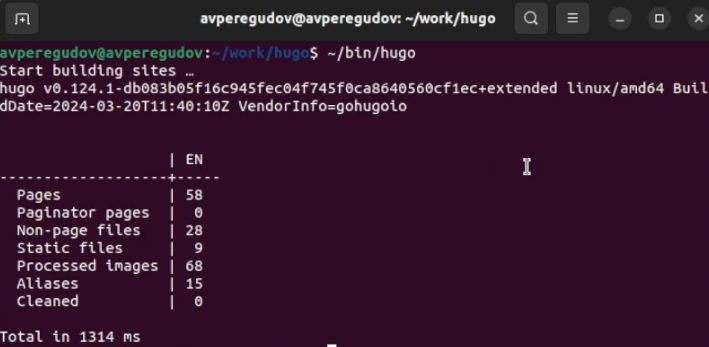 avperegudov@avperegudov: ~/work/hugo
avperegudov@avperegudov:~/work/hugo$ ~/bin/hugo
Start building sites …
hugo v0.124.1-db083b05f16c945fec04f745f0ca8640560cf1ec+extended linux/amd64 Buil
dDate=2024-03-20T11:40:10Z VendorInfo=gohugoio
                   | EN
-------------------+-----
  Pages            | 58
  Paginator pages  |  0
  Non-page files   | 28
  Static files     |  9
  Processed images | 68
  Aliases          | 15
  Cleaned          |  0
Total in 1314 ms